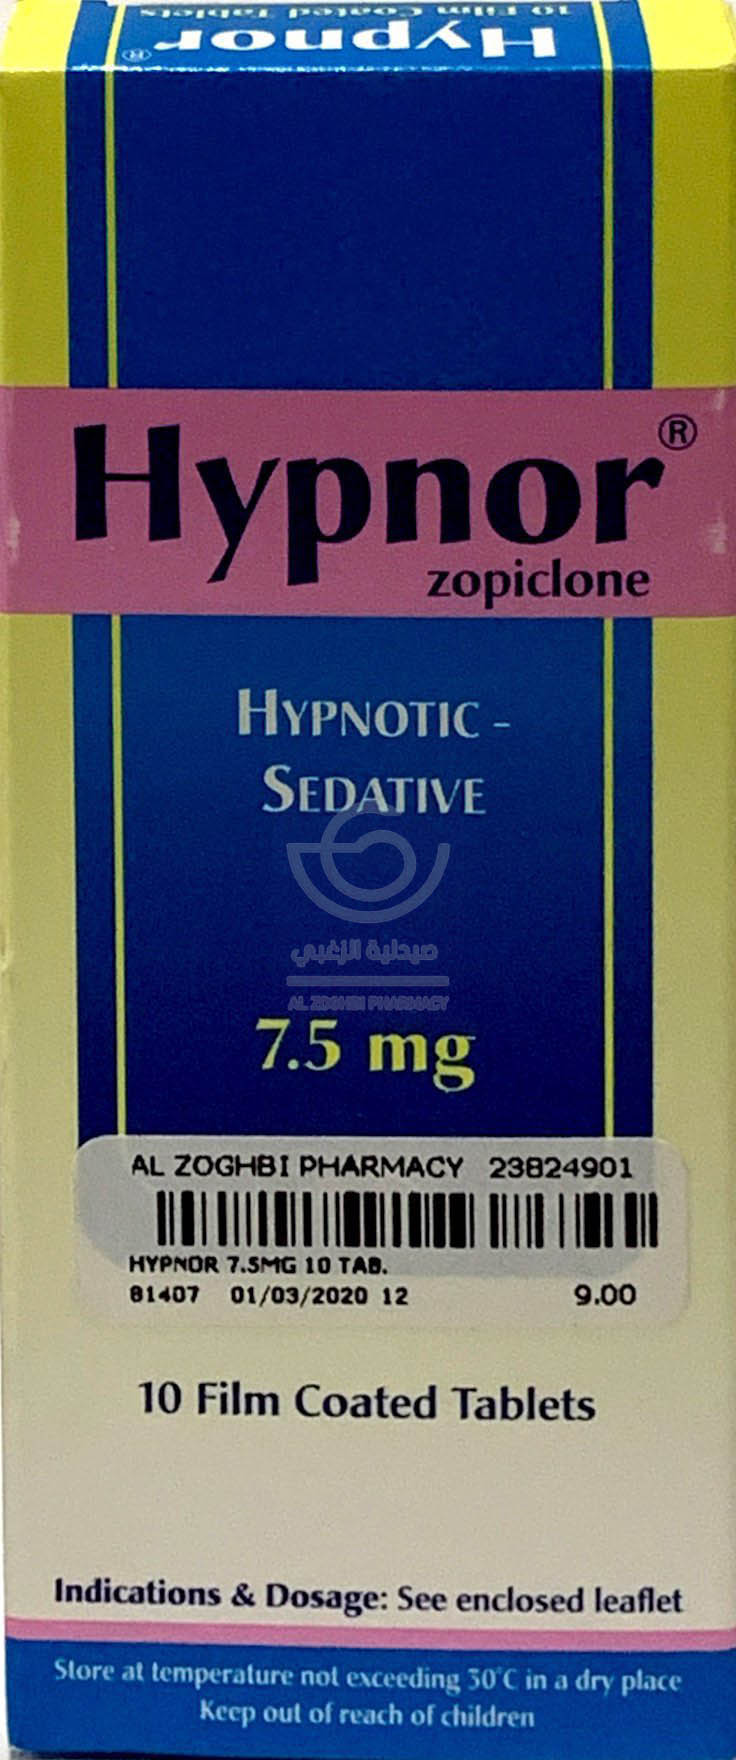 10 Film Coated Tablets
Hypnor®
Hypnor®
zopiclone
HYPNOTIC -
SEDATIVE
صيدلية الزغبي
AL ZOGHBI PHARMACY
7.5 mg
AL ZOGHBI PHARMACY 23824901
HYPNOR 7.5MG 10 TAB.
81407 01/03/2020 12 9.00
10 Film Coated Tablets
Indications & Dosage: See enclosed leaflet
Store at temperature not exceeding 30°C in a dry place
Keep out of reach of children